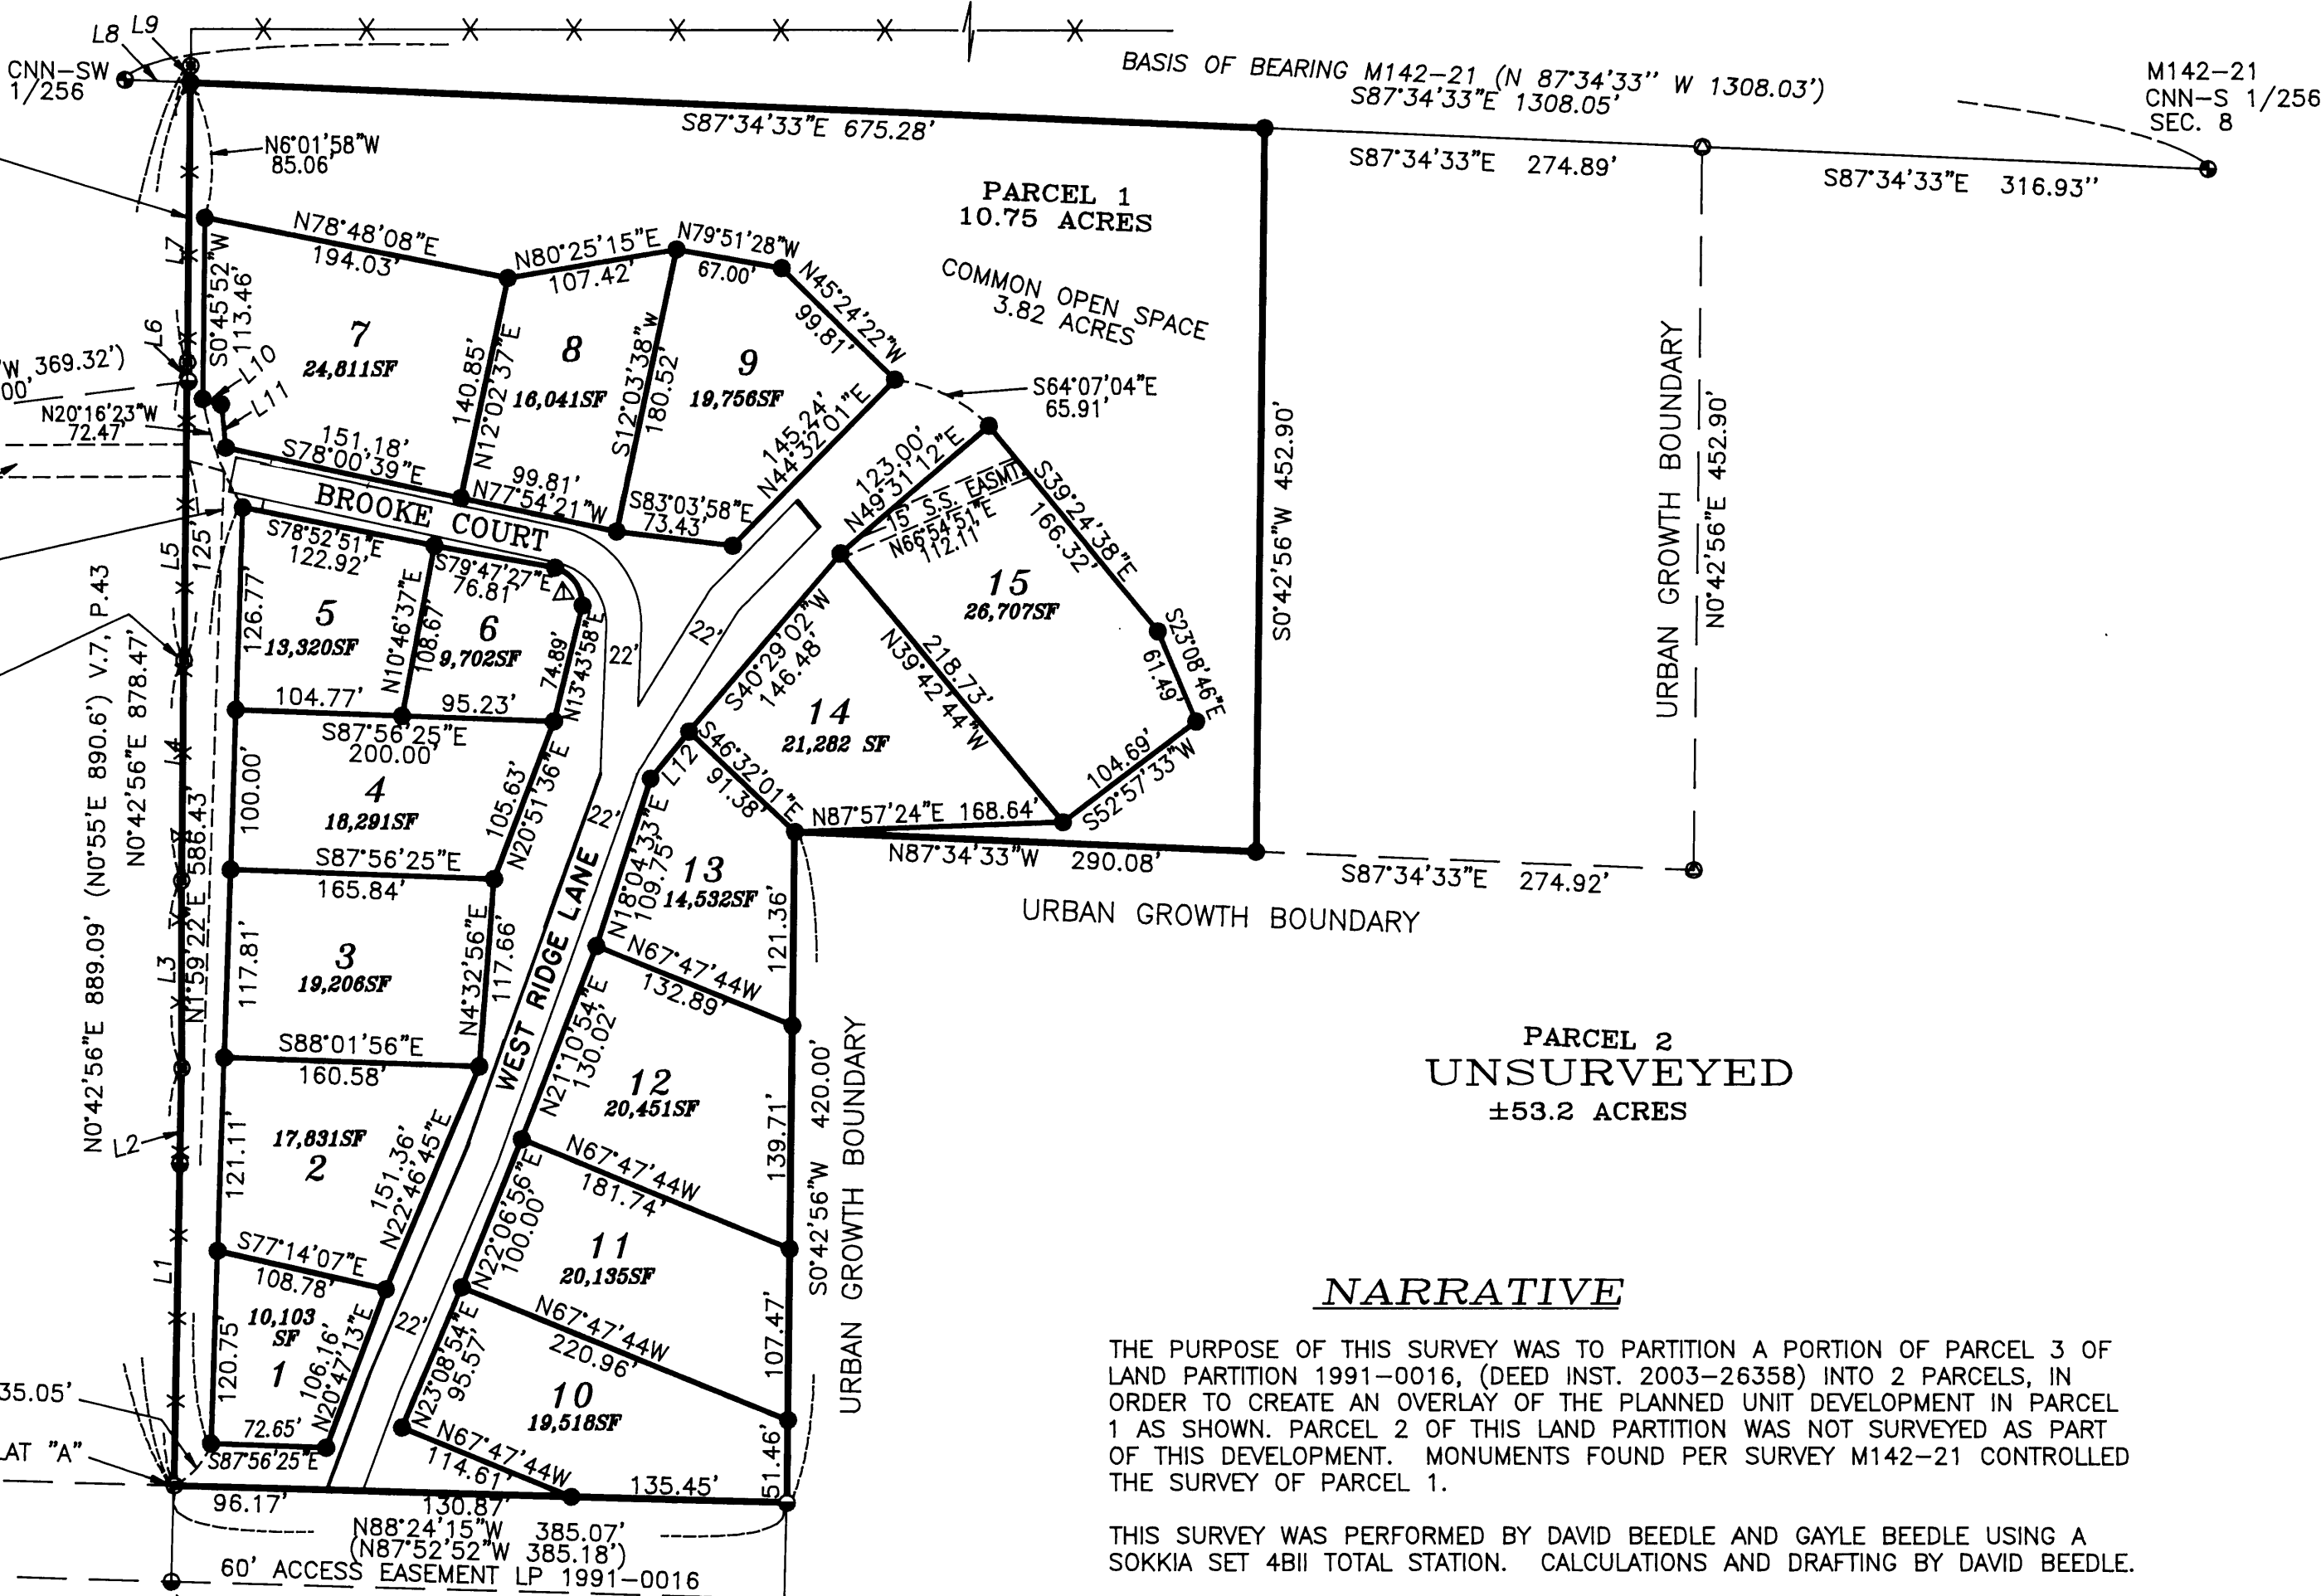 L8 L9
CNN-SW
1/256
BASIS OF BEARING M142-21 (N 87°34'33'' W 1308.03')
S87°34'33"E 1308.05'
M142-21
CNN-S 1/256
SEC. 8
S87°34'33"E 675.28'
S87°34'33"E 274.89'
S87°34'33"E 316.93''
N6°01'58"W
85.06'
PARCEL 1
10.75 ACRES
COMMON OPEN SPACE
3.82 ACRES
L7
S0°45'52"W
113.46'
N78°48'08"E
194.03'
N80°25'15"E
107.42'
N79°51'28"W
67.00'
N45°24'22"W
99.81'
S64°07'04"E
65.91'
7
24,811SF
140.85'
N12°02'37"E
8
16,041SF
S12°03'38"W
180.52'
9
19,756SF
145.24'
N44°32'01"E
L6
'W 369.32')
00'
L10
L11
N20°16'23"W
72.47'
151.18'
S78°00'39"E
99.81'
N77°54'21"W
S83°03'58"E
73.43'
BROOKE COURT
123.00'
N49°31'12"E
15' S.S. EASMT.
N66°54'51"E
112.11'
S39°24'38"E
166.32'
S0°42'56"W 452.90'
URBAN GROWTH BOUNDARY
N0°42'56"E 452.90'
L5
125'
S78°52'51"E
122.92'
S79°47'27"E
76.81'
126.77'
5
13,320SF
N10°46'37"E
108.67'
6
9,702SF
74.89'
N13°43'58"E
22'
22'
15
26,707SF
S23°08'46"E
61.49'
S40°29'02"W
146.48'
218.73'
N39°42'44"W
14
21,282 SF
104.69'
S52°57'33"W
104.77'
95.23'
S87°56'25"E
200.00'
N0°42'56"E 889.09' (N0°55'E 890.6') V.7, P.43
N0°42'56"E 878.47'
L4
N1°59'22"E 586.43'
100.00'
4
18,291SF
105.63'
N20°51'36"E
22'
L12
S46°32'01"E
91.38'
N87°57'24"E 168.64'
N87°34'33"W 290.08'
S87°34'33"E 274.92'
URBAN GROWTH BOUNDARY
S87°56'25"E
165.84'
N18°04'33"E
109.75'
13
14,532SF
121.36'
L3
117.81'
3
19,206SF
N4°32'56"E
117.66'
WEST RIDGE LANE
N67°47'44W
132.89'
S88°01'56"E
160.58'
N21°10'54"E
130.02'
12
20,451SF
139.71'
S0°42'56"W 420.00'
URBAN GROWTH BOUNDARY
PARCEL 2
UNSURVEYED
±53.2 ACRES
L2
121.11'
17,831SF
2
151.36'
N22°46'45"E
N67°47'44W
181.74'
S77°14'07"E
108.78'
N22°06'56"E
100.00'
11
20,135SF
107.47'
L1
120.75'
10,103
SF
1
106.16'
N20°47'13"E
22'
N67°47'44W
220.96'
N23°08'54"E
95.57'
10
19,518SF
51.46'
35.05'
72.65'
S87°56'25"E
N67°47'44W
114.61'
LAT "A"
96.17'
130.87'
135.45'
N88°24'15"W 385.07'
(N87°52'52"W 385.18')
60' ACCESS EASEMENT LP 1991-0016
NARRATIVE
THE PURPOSE OF THIS SURVEY WAS TO PARTITION A PORTION OF PARCEL 3 OF
LAND PARTITION 1991-0016, (DEED INST. 2003-26358) INTO 2 PARCELS, IN
ORDER TO CREATE AN OVERLAY OF THE PLANNED UNIT DEVELOPMENT IN PARCEL
1 AS SHOWN. PARCEL 2 OF THIS LAND PARTITION WAS NOT SURVEYED AS PART
OF THIS DEVELOPMENT. MONUMENTS FOUND PER SURVEY M142-21 CONTROLLED
THE SURVEY OF PARCEL 1.
THIS SURVEY WAS PERFORMED BY DAVID BEEDLE AND GAYLE BEEDLE USING A
SOKKIA SET 4BII TOTAL STATION. CALCULATIONS AND DRAFTING BY DAVID BEEDLE.